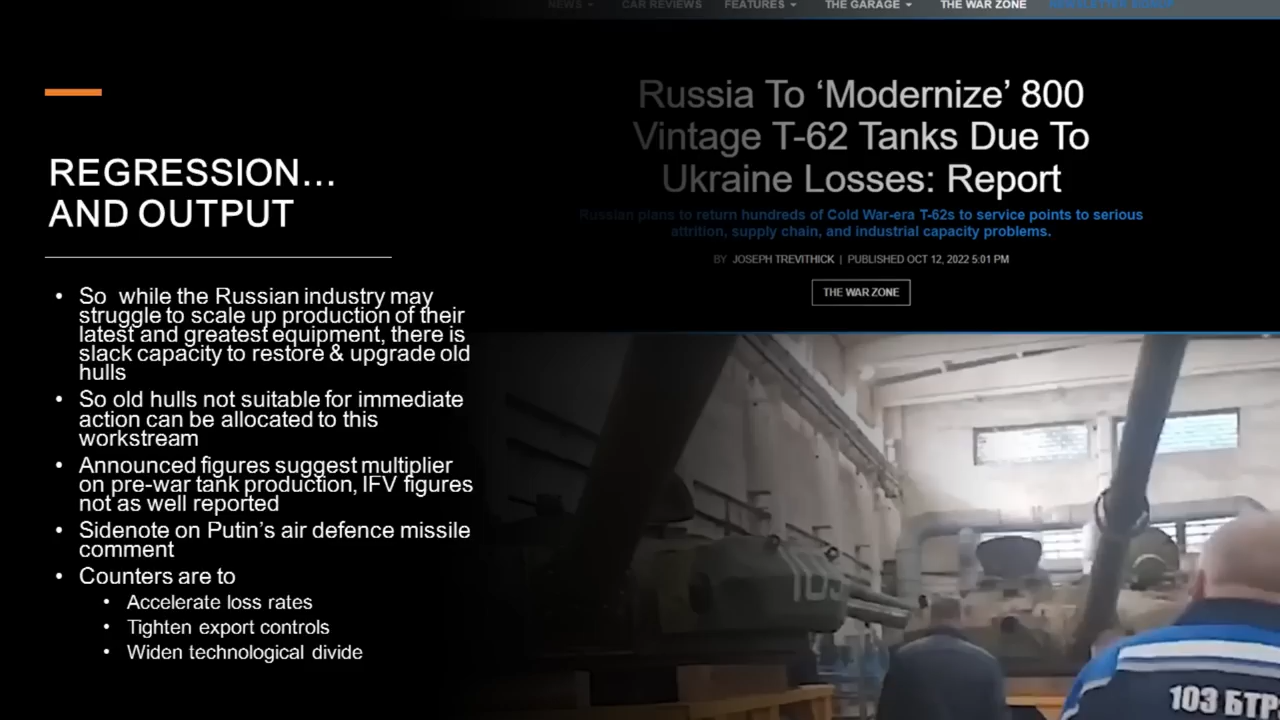 NEWS
CAR REVIEWS
FEATURES
THE GARAGE
THE WAR ZONE
NEWSLETTER SIGNUP
REGRESSION…
AND OUTPUT
• So while the Russian industry may
struggle to scale up production of their
latest and greatest equipment, there is
slack capacity to restore & upgrade old
hulls
• So old hulls not suitable for immediate
action can be allocated to this
workstream
• Announced figures suggest multiplier
on pre-war tank production, IFV figures
not as well reported
• Sidenote on Putin's air defence missile
comment
• Counters are to
• Accelerate loss rates
• Tighten export controls
• Widen technological divide
Russia To ‘Modernize’ 800
Vintage T-62 Tanks Due To
Ukraine Losses: Report
Russian plans to return hundreds of Cold War-era T-62s to service points to serious
attrition, supply chain, and industrial capacity problems.
BY JOSEPH TREVITHICK | PUBLISHED OCT 12, 2022 5:01 PM
THE WAR ZONE
103
103 БТР